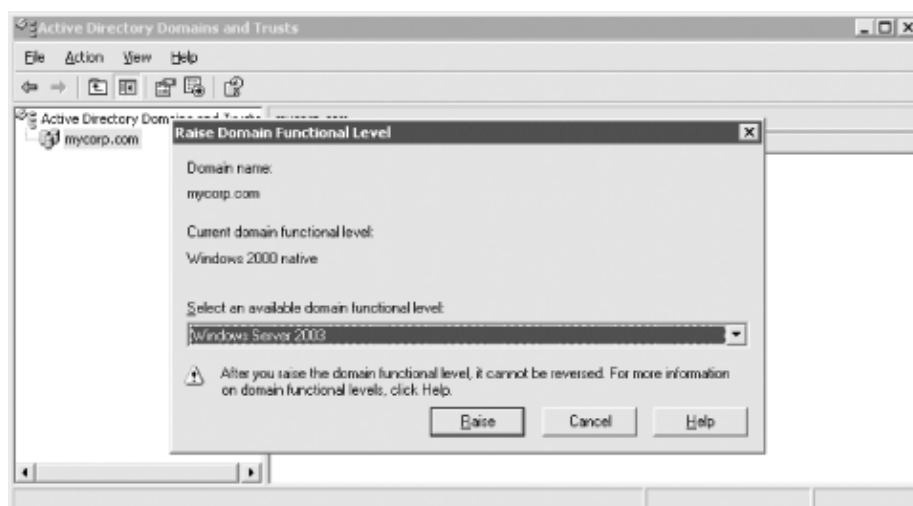 Active Directory Domains and Trusts
File Action View Help
Active Directory Domains and Trusts mycorp.com
mycorp.com
Raise Domain Functional Level
Domain name:
mycorp.com
Current domain functional level:
Windows 2000 native
Select an available domain functional level:
Windows Server 2003
After you raise the domain functional level, it cannot be reversed. For more information
on domain functional levels, click Help.
Raise Cancel Help